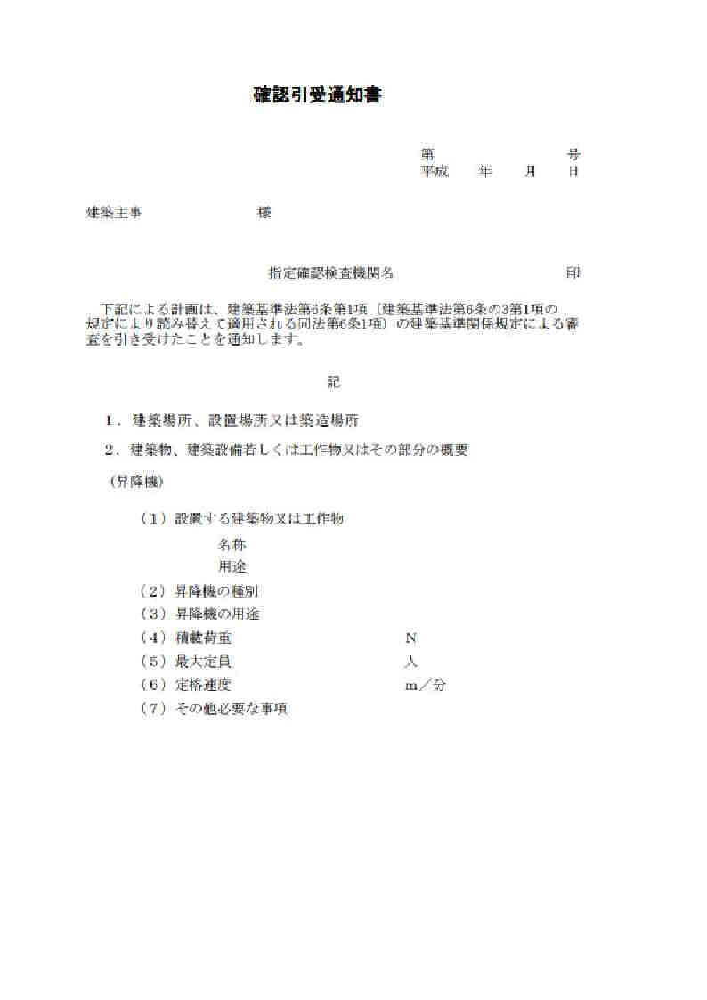 確認引受通知書
第　　　　　　　　　号
平成　　年　　月　　日
建築主事　　　　　　　　様
指定確認検査機関名　　　　　　　　　　　　印
下記による計画は、建築基準法第6条第1項（建築基準法第6条の3第1項の
規定により読み替えて適用される同法第6条1項）の建築基準関係規定による審
査を引き受けたことを通知します。
記
１．建築場所、設置場所又は築造場所
２．建築物、建築設備若しくは工作物又はその部分の概要
（昇降機）
（１）設置する建築物又は工作物
名称
用途
（２）昇降機の種別
（３）昇降機の用途
（４）積載荷重　　　　　　　　　　　　Ｎ
（５）最大定員　　　　　　　　　　　　人
（６）定格速度　　　　　　　　　　　　ｍ／分
（７）その他必要な事項